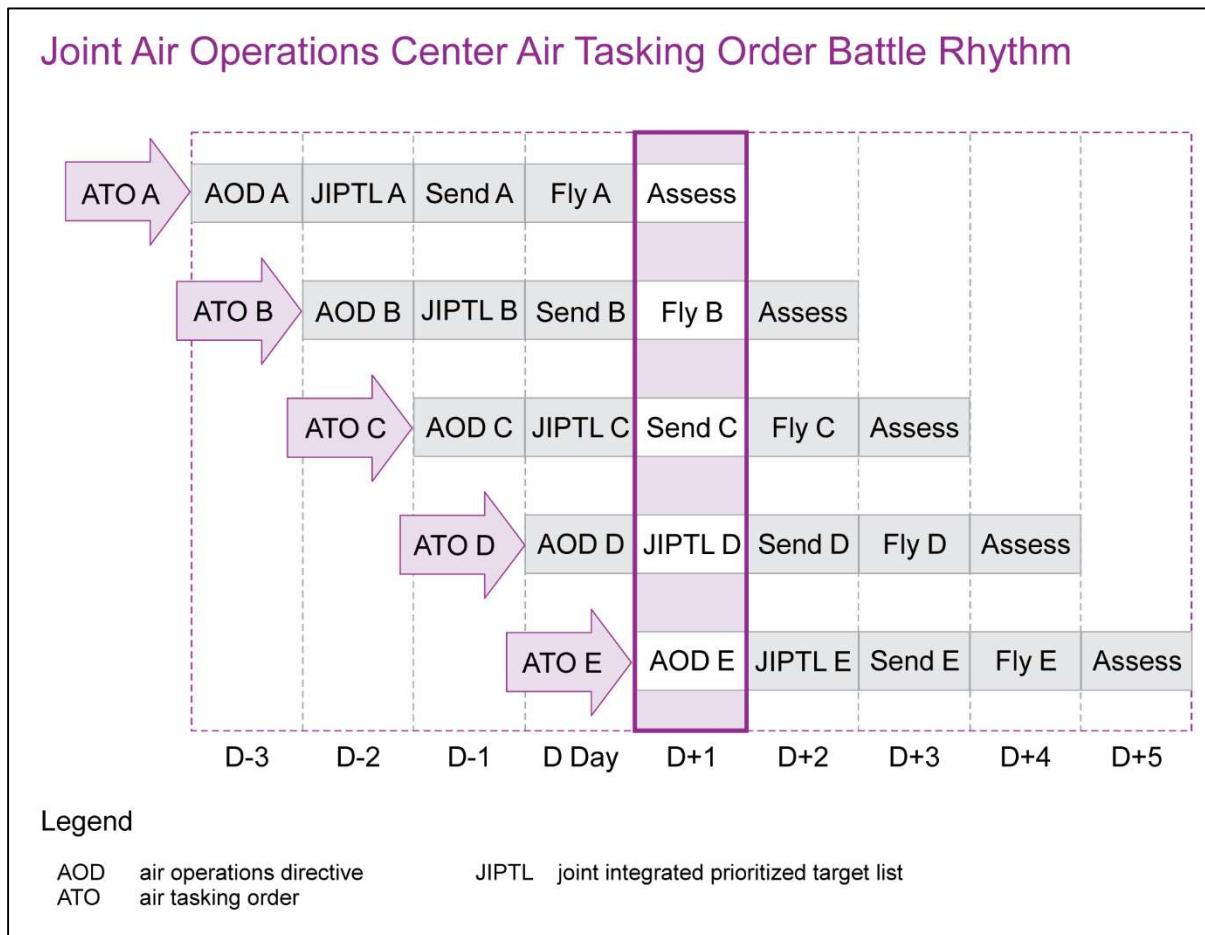 Joint Air Operations Center Air Tasking Order Battle Rhythm
ATO A AOD A JIPTL A Send A Fly A Assess
ATO B AOD B JIPTL B Send B Fly B Assess
ATO C AOD C JIPTL C Send C Fly C Assess
ATO D AOD D JIPTL D Send D Fly D Assess
ATO E AOD E JIPTL E Send E Fly E Assess
D-3 D-2 D-1 D Day D+1 D+2 D+3 D+4 D+5
Legend
AOD air operations directive JIPTL joint integrated prioritized target list
ATO air tasking order